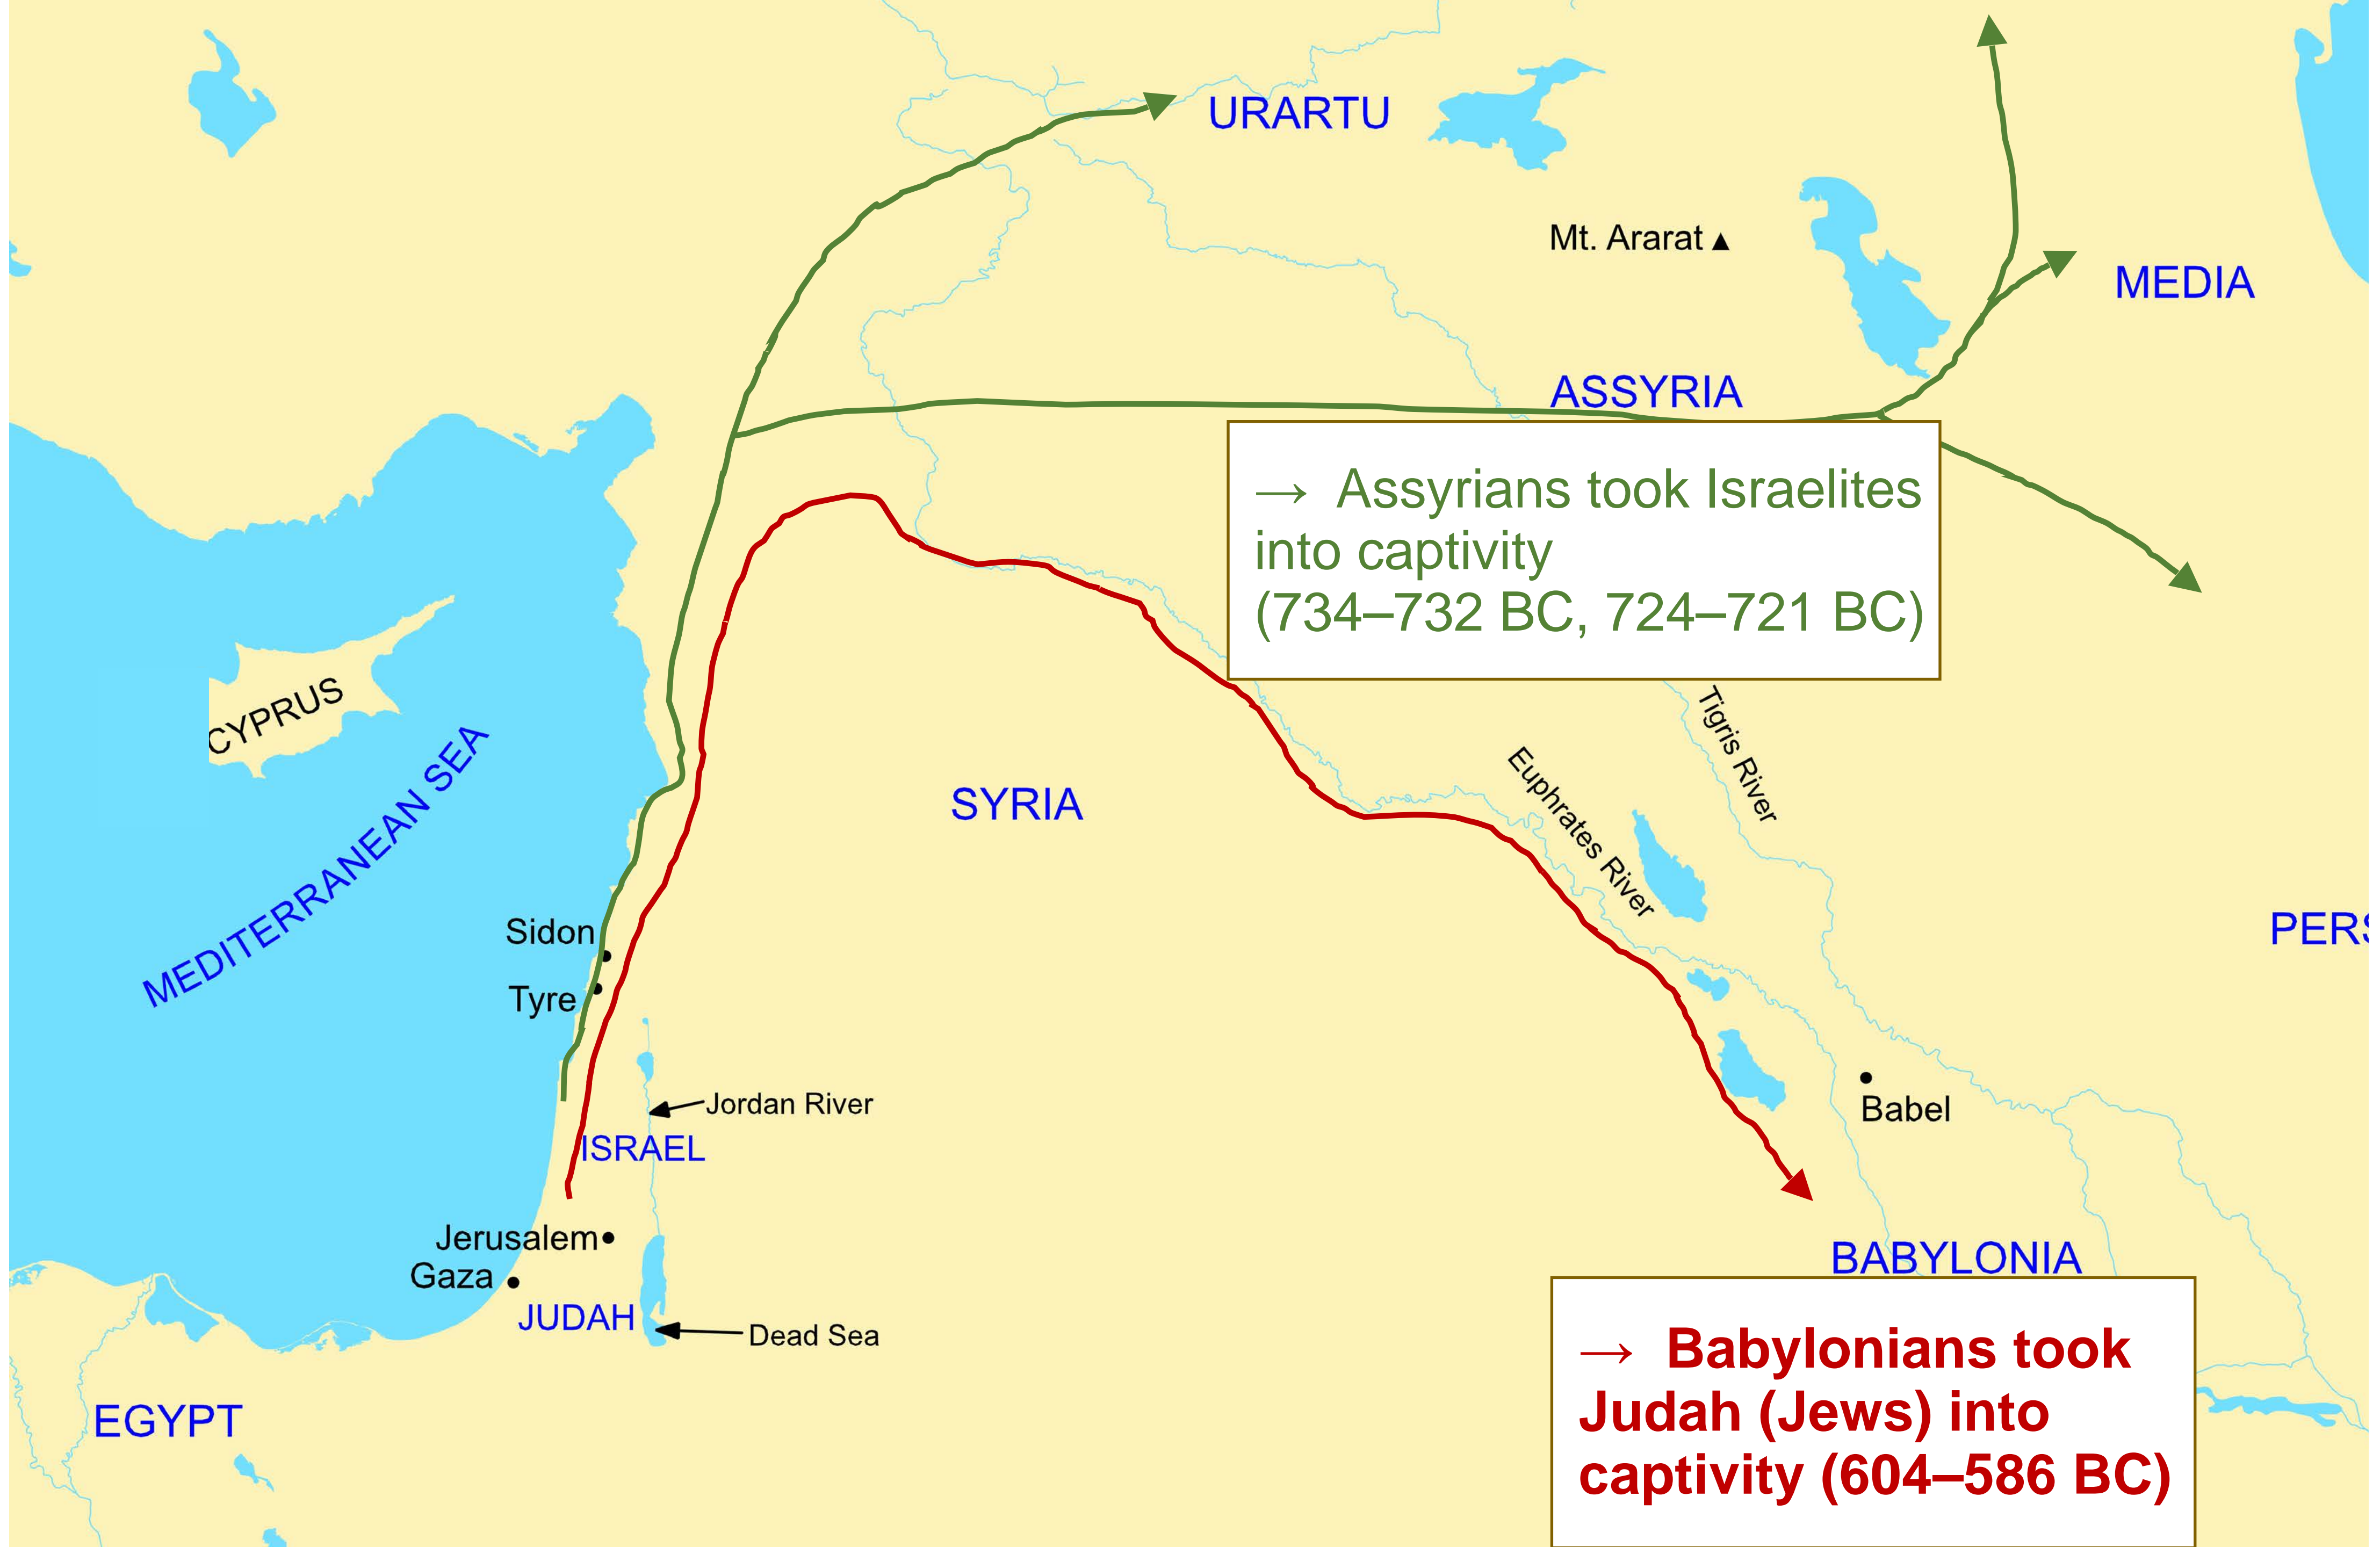 URARTU
Mt. Ararat
MEDIA
ASSYRIA
→ Assyrians took Israelites
into captivity
(734–732 BC, 724–721 BC)
CYPRUS
MEDITERRANEAN SEA
SYRIA
Tigris River
Euphrates River
Sidon
Tyre
PERS
Jordan River
Babel
ISRAEL
Jerusalem
Gaza
BABYLONIA
JUDAH
Dead Sea
→ Babylonians took
Judah (Jews) into
captivity (604–586 BC)
EGYPT